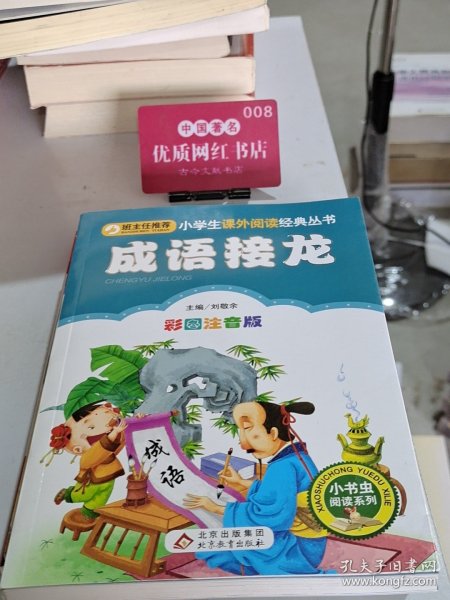 008
中国著名
优质网红书店
古今文献书店
班主任推荐
小学生课外阅读经典丛书
成语接龙
CHENGYU JIELONG
主编/刘敬余
彩图注音版
成语
XIAOSHUCHONG YUEDU XILIE
小书虫
阅读系列
北京出版集团
北京教育出版社
孔夫子旧书网
kongfz.com